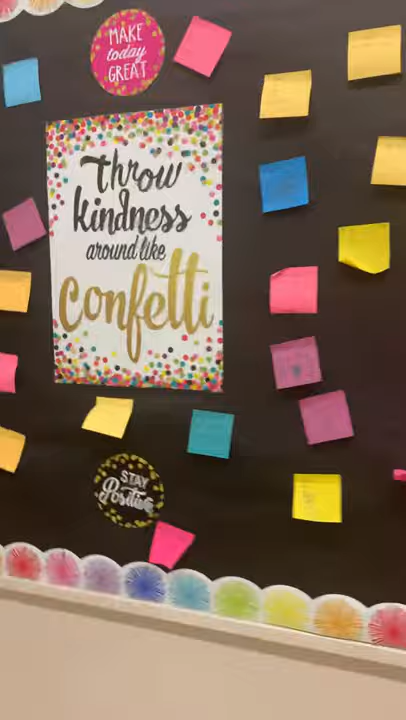 MAKE
today
GREAT
Throw
kindness
around like
Confetti
STAY
Positive